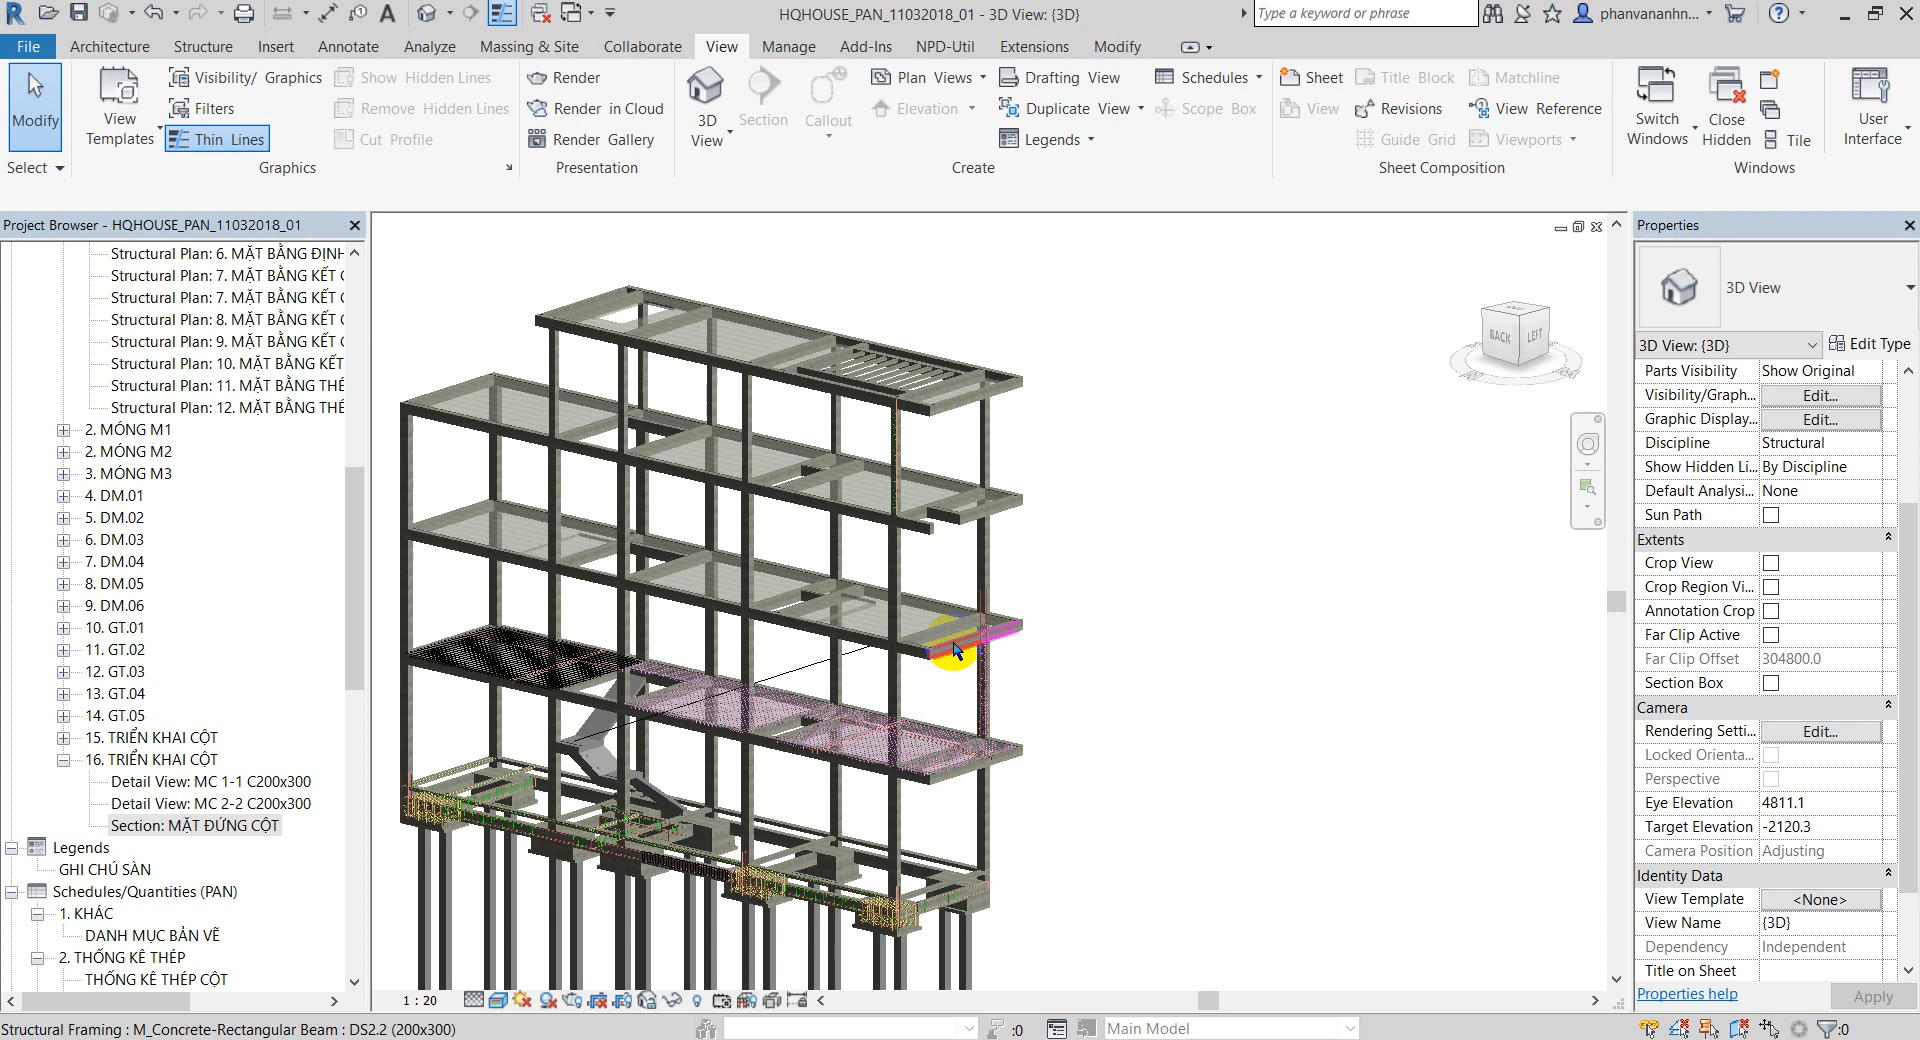 HQHOUSE_PAN_11032018_01 - 3D View: {3D}
Type a keyword or phrase
phanvananhn...
File Architecture Structure Insert Annotate Analyze Massing & Site Collaborate View Manage Add-Ins NPD-Util Extensions Modify
Modify
Select
View Templates
Visibility/ Graphics
Filters
Thin Lines
Show Hidden Lines
Remove Hidden Lines
Cut Profile
Graphics
Render
Render in Cloud
Render Gallery
Presentation
3D View
Section
Callout
Plan Views
Elevation
Drafting View
Duplicate View
Legends
Schedules
Scope Box
Create
Sheet
View
Title Block
Revisions
Guide Grid
Matchline
View Reference
Viewports
Sheet Composition
Switch Windows
Close Hidden
Tile
Windows
User Interface
Project Browser - HQHOUSE_PAN_11032018_01
Structural Plan: 6. MẶT BẰNG ĐỊNH
Structural Plan: 7. MẶT BẰNG KẾT
Structural Plan: 7. MẶT BẰNG KẾT
Structural Plan: 8. MẶT BẰNG KẾT
Structural Plan: 9. MẶT BẰNG KẾT
Structural Plan: 10. MẶT BẰNG KẾT
Structural Plan: 11. MẶT BẰNG THÉ
Structural Plan: 12. MẶT BẰNG THÉ
2. MÓNG M1
2. MÓNG M2
3. MÓNG M3
4. DM.01
5. DM.02
6. DM.03
7. DM.04
8. DM.05
9. DM.06
10. GT.01
11. GT.02
12. GT.03
13. GT.04
14. GT.05
15. TRIỂN KHAI CỘT
16. TRIỂN KHAI CỘT
Detail View: MC 1-1 C200x300
Detail View: MC 2-2 C200x300
Section: MẶT ĐỨNG CỘT
Legends
GHI CHÚ SÀN
Schedules/Quantities (PAN)
1. KHÁC
DANH MỤC BẢN VẼ
2. THỐNG KÊ THÉP
THỐNG KÊ THÉP CỘT
BACK LEFT
1 : 20
Properties
3D View
3D View: {3D}
Edit Type
Parts Visibility Show Original
Visibility/Graph... Edit...
Graphic Display... Edit...
Discipline Structural
Show Hidden Li... By Discipline
Default Analysi... None
Sun Path
Extents
Crop View
Crop Region Vi...
Annotation Crop
Far Clip Active
Far Clip Offset 304800.0
Section Box
Camera
Rendering Setti... Edit...
Locked Orienta...
Perspective
Eye Elevation 4811.1
Target Elevation -2120.3
Camera Position Adjusting
Identity Data
View Template <None>
View Name {3D}
Dependency Independent
Title on Sheet
Properties help
Apply
Structural Framing : M_Concrete-Rectangular Beam : DS2.2 (200x300)
:0
Main Model
:0